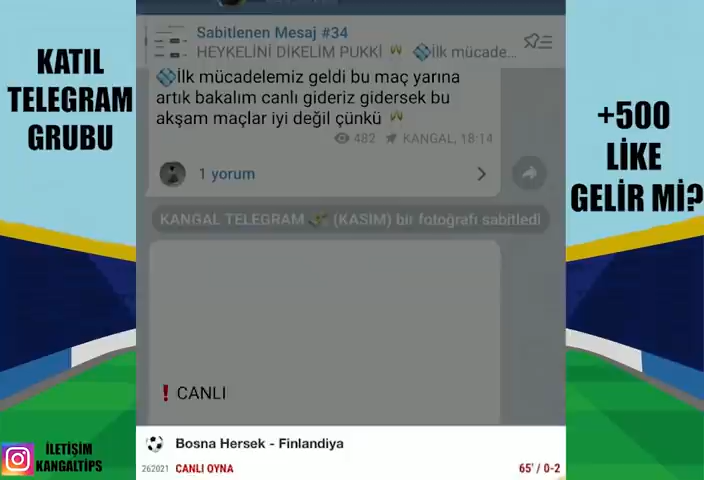 KATIL
TELEGRAM
GRUBU
Sabitlenen Mesaj #34
HEYKELİNİ DİKELİM PUKKİ 🙌 💠İlk mücade...
💠İlk mücadelemiz geldi bu maç yarına
artık bakalım canlı gideriz gidersek bu
akşam maçlar iyi değil çünkü 🙌
482 KANGAL, 18:14
1 yorum
KANGAL TELEGRAM 💸 (KASIM) bir fotoğrafı sabitledi
❗CANLI
Bosna Hersek - Finlandiya
262021 CANLI OYNA 65' / 0-2
+500
LİKE
GELİR Mİ?
İLETİŞİM
KANGALTİPS